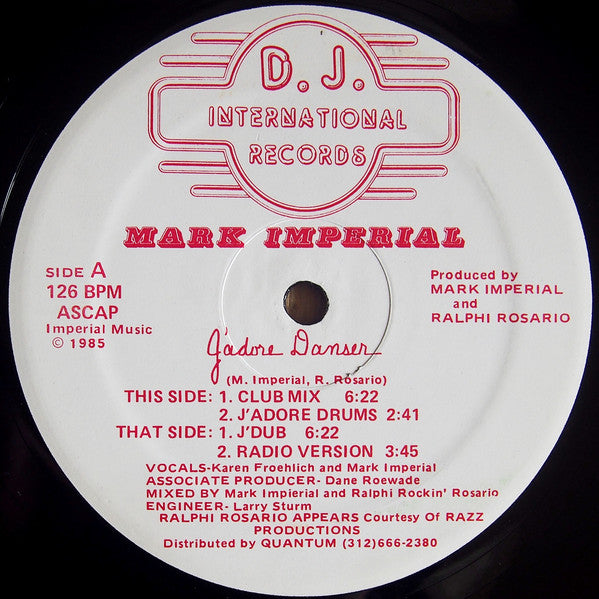 D. J.
INTERNATIONAL
RECORDS
MARK IMPERIAL
SIDE A
126 BPM
ASCAP
Imperial Music
© 1985
Produced by
MARK IMPERIAL
and
RALPHI ROSARIO
J'adore Danser
(M. Imperial, R. Rosario)
THIS SIDE: 1. CLUB MIX 6:22
2. J'ADORE DRUMS 2:41
THAT SIDE: 1. J'DUB 6:22
2. RADIO VERSION 3:45
VOCALS-Karen Froehlich and Mark Imperial
ASSOCIATE PRODUCER- Dane Roewade
MIXED BY Mark Impierial and Ralphi Rockin' Rosario
ENGINEER- Larry Sturm
RALPHI ROSARIO APPEARS Courtesy Of RAZZ
PRODUCTIONS
Distributed by QUANTUM (312)666-2380